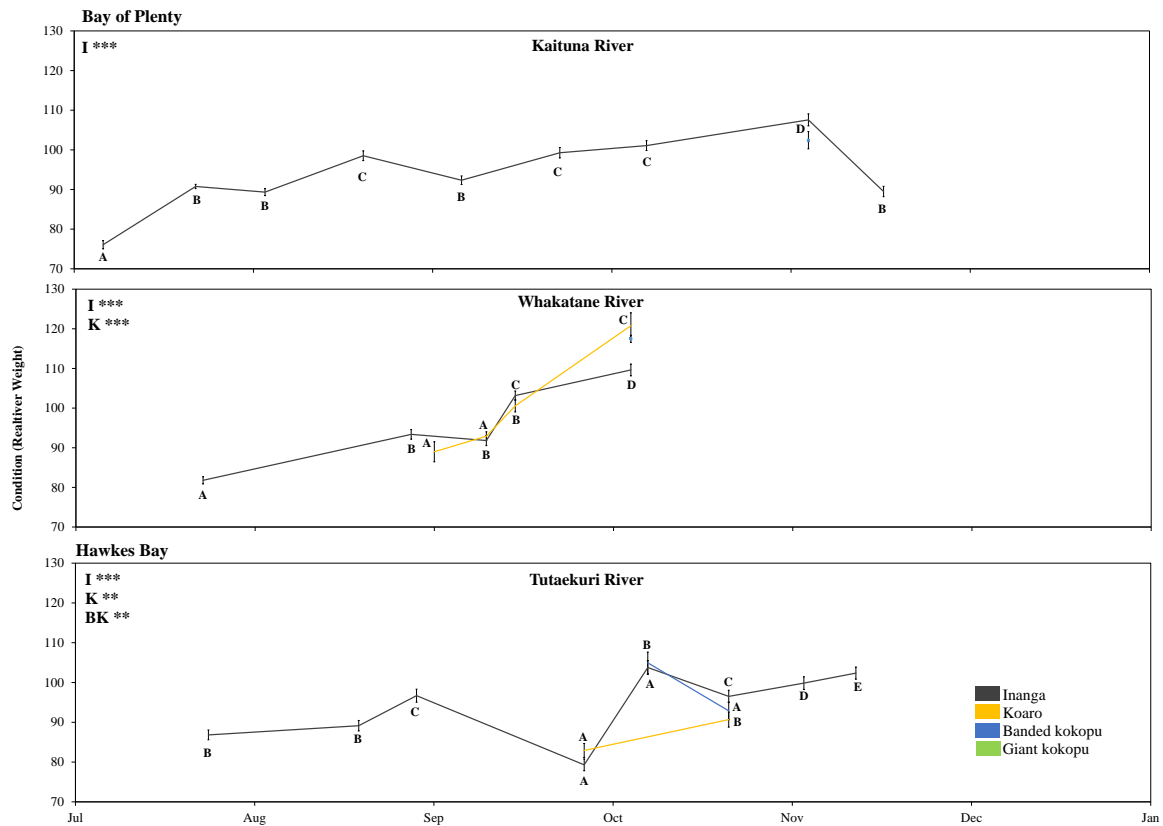 Bay of Plenty
130
120
110
100
90
80
70
I ***
Kaituna River
A
B
B
C
B
C
C
D
B
Condition (Realtiver Weight)
130
120
110
100
90
80
70
I ***
K ***
Whakatane River
A
B
A
A
B
C
B
C
D
Hawkes Bay
130
120
110
100
90
80
70
I ***
K **
BK **
Tutaekuri River
B
B
C
A
A
B
A
C
A
B
D
E
Inanga
Koaro
Banded kokopu
Giant kokopu
Jul Aug Sep Oct Nov Dec Jan